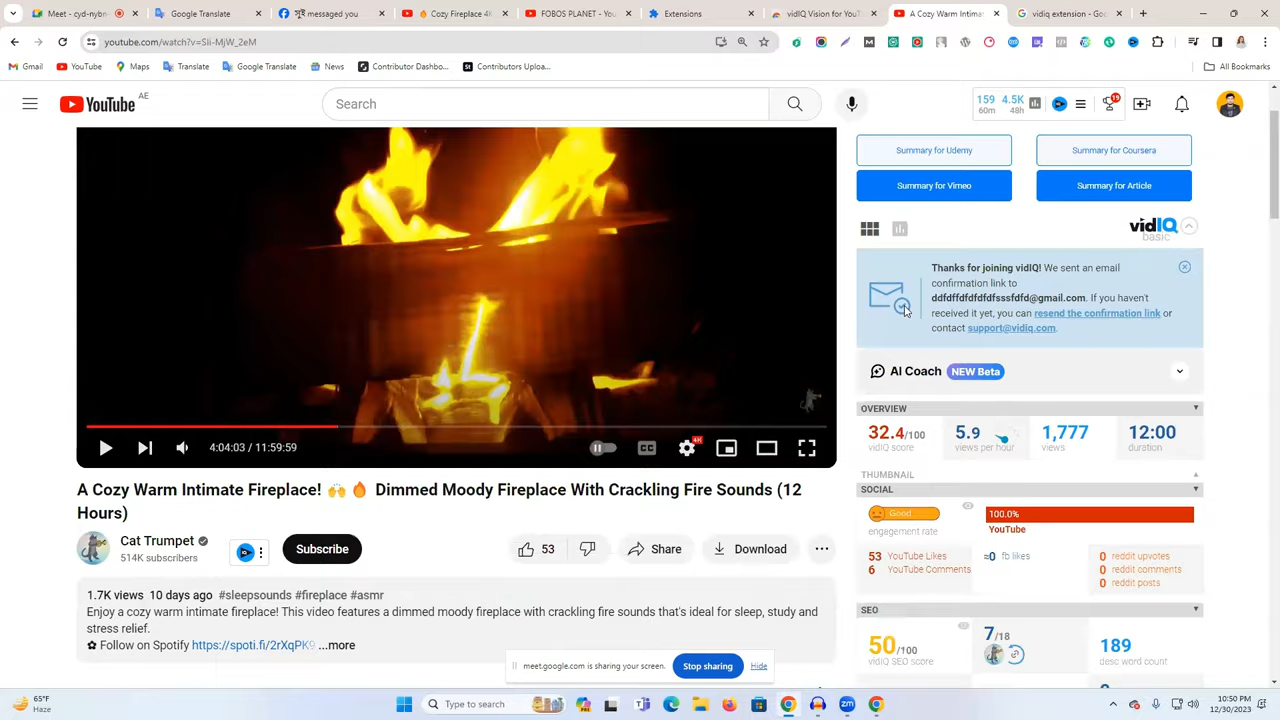 Meet - cyd-nybr
Google Translate
messaged you
Cozy Fireplace 4K
FOBOS PLANET - You
Extensions
vidIQ Vision for YouT
A Cozy Warm Intimat
vidiq extension - Goo
youtube.com/watch?v=Sli-MjW_2eM
Gmail
YouTube
Maps
Translate
Google Translate
News
Contributor Dashbo...
Contributors Uploa...
All Bookmarks
YouTube AE
Search
159 4.5K
60m 48h
19
Summary for Udemy
Summary for Coursera
Summary for Vimeo
Summary for Article
vidIQ
basic
Thanks for joining vidIQ! We sent an email
confirmation link to
ddfdffdfdfdfdfsssfdfd@gmail.com. If you haven't
received it yet, you can resend the confirmation link or
contact support@vidiq.com.
AI Coach NEW Beta
OVERVIEW
32.4/100
vidIQ score
5.9
views per hour
1,777
views
12:00
duration
THUMBNAIL
SOCIAL
Good
engagement rate
100.0%
YouTube
53 YouTube Likes
6 YouTube Comments
≈0 fb likes
0 reddit upvotes
0 reddit comments
0 reddit posts
SEO
50/100
vidIQ SEO score
7/18
189
desc word count
4:04:03 / 11:59:59
CC
4K
A Cozy Warm Intimate Fireplace! 🙌 🔥 Dimmed Moody Fireplace With Crackling Fire Sounds (12
Hours)
Cat Trumpet
514K subscribers
Subscribe
53
Share
Download
1.7K views 10 days ago #sleepsounds #fireplace #asmr
Enjoy a cozy warm intimate fireplace! This video features a dimmed moody fireplace with crackling fire sounds that's ideal for sleep, study and
stress relief.
✿ Follow on Spotify https://spoti.fi/2rXqPK9 ...more
meet.google.com is sharing your screen.
Stop sharing
Hide
65°F
Haze
Type to search
10:50 PM
12/30/2023